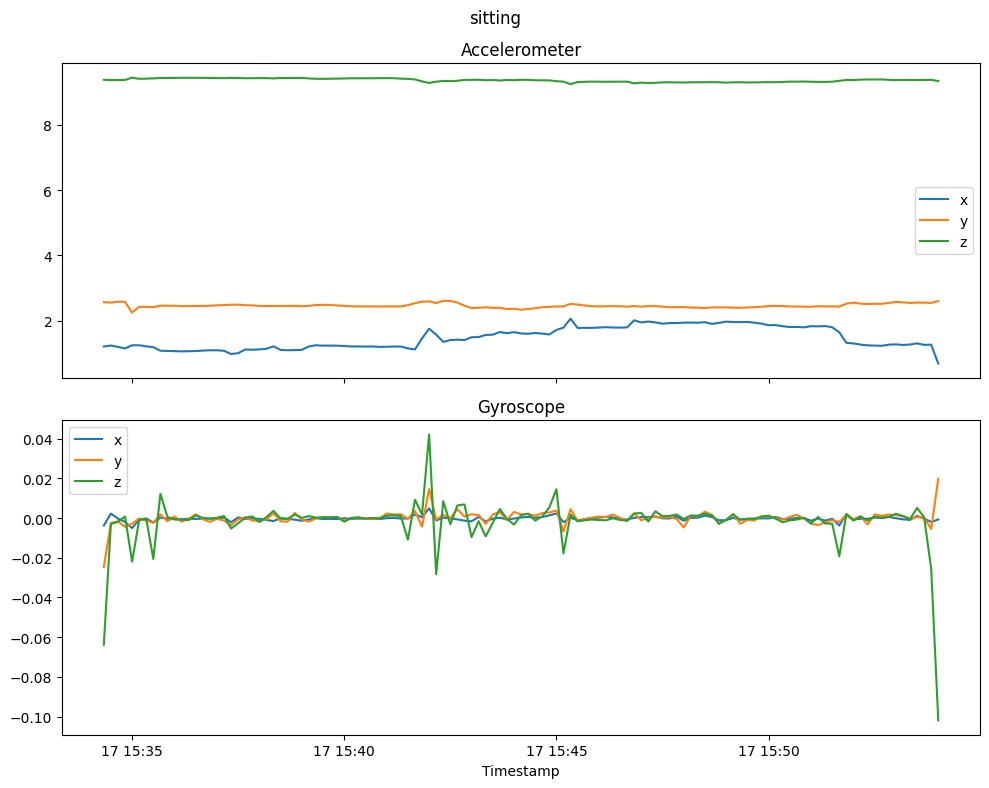 sitting
Accelerometer
8
6
4
2
x
y
z
Gyroscope
x
y
z
0.04
0.02
0.00
−0.02
−0.04
−0.06
−0.08
−0.10
17 15:35 17 15:40 17 15:45 17 15:50
Timestamp